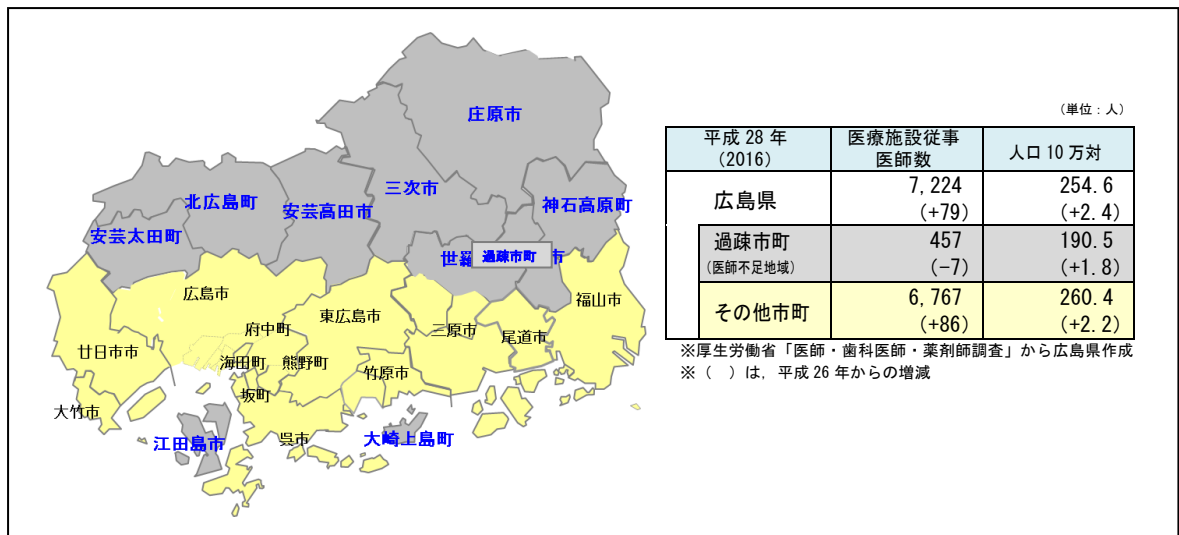 庄原市
三次市
北広島町
安芸高田市
神石高原町
安芸太田町
世羅
過疎市町
市
広島市
福山市
府中町
東広島市
三原市
尾道市
廿日市市
海田町
熊野町
竹原市
坂町
大竹市
江田島市
呉市
大崎上島町
（単位：人）
平成 28 年
（2016）
医療施設従事
医師数
人口 10 万対
広島県
7,224
(+79)
254.6
(+2.4)
過疎市町
（医師不足地域）
457
(-7)
190.5
(+1.8)
その他市町
6,767
(+86)
260.4
(+2.2)
※厚生労働省「医師・歯科医師・薬剤師調査」から広島県作成
※（　）は，平成 26 年からの増減